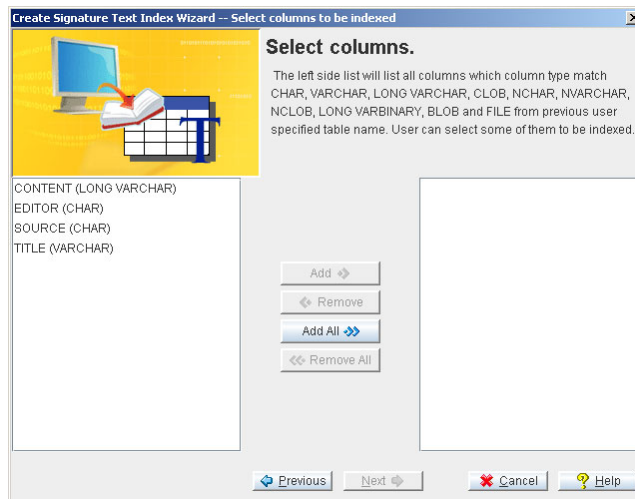 Create Signature Text Index Wizard -- Select columns to be indexed
Select columns.
The left side list will list all columns which column type match
CHAR, VARCHAR, LONG VARCHAR, CLOB, NCHAR, NVARCHAR,
NCLOB, LONG VARBINARY, BLOB and FILE from previous user
specified table name. User can select some of them to be indexed.
CONTENT (LONG VARCHAR)
EDITOR (CHAR)
SOURCE (CHAR)
TITLE (VARCHAR)
Add
Remove
Add All
Remove All
Previous
Next
Cancel
Help